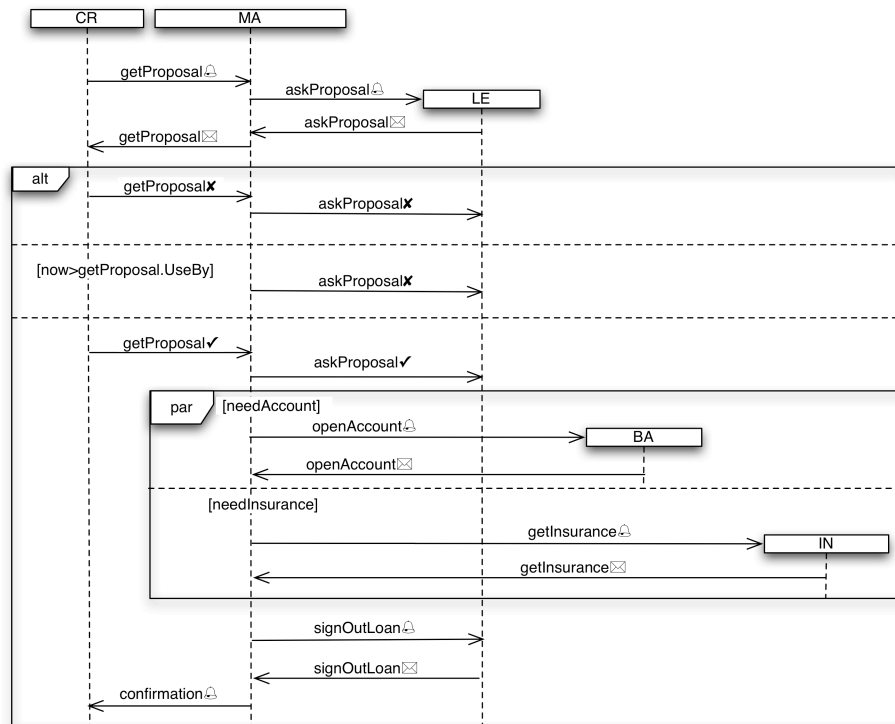 CR MA
getProposal🔔
askProposal🔔
LE
askProposal✉
getProposal✉
alt
getProposal✘
askProposal✘
[now>getProposal.UseBy]
askProposal✘
getProposal✔
askProposal✔
par [needAccount]
openAccount🔔
BA
openAccount✉
[needInsurance]
getInsurance🔔
IN
getInsurance✉
signOutLoan🔔
signOutLoan✉
confirmation🔔